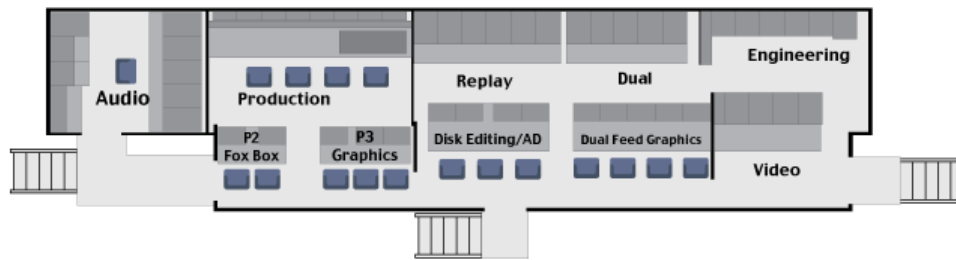 Audio
Production
Replay
Dual
Engineering
P2
Fox Box
P3
Graphics
Disk Editing/AD
Dual Feed Graphics
Video